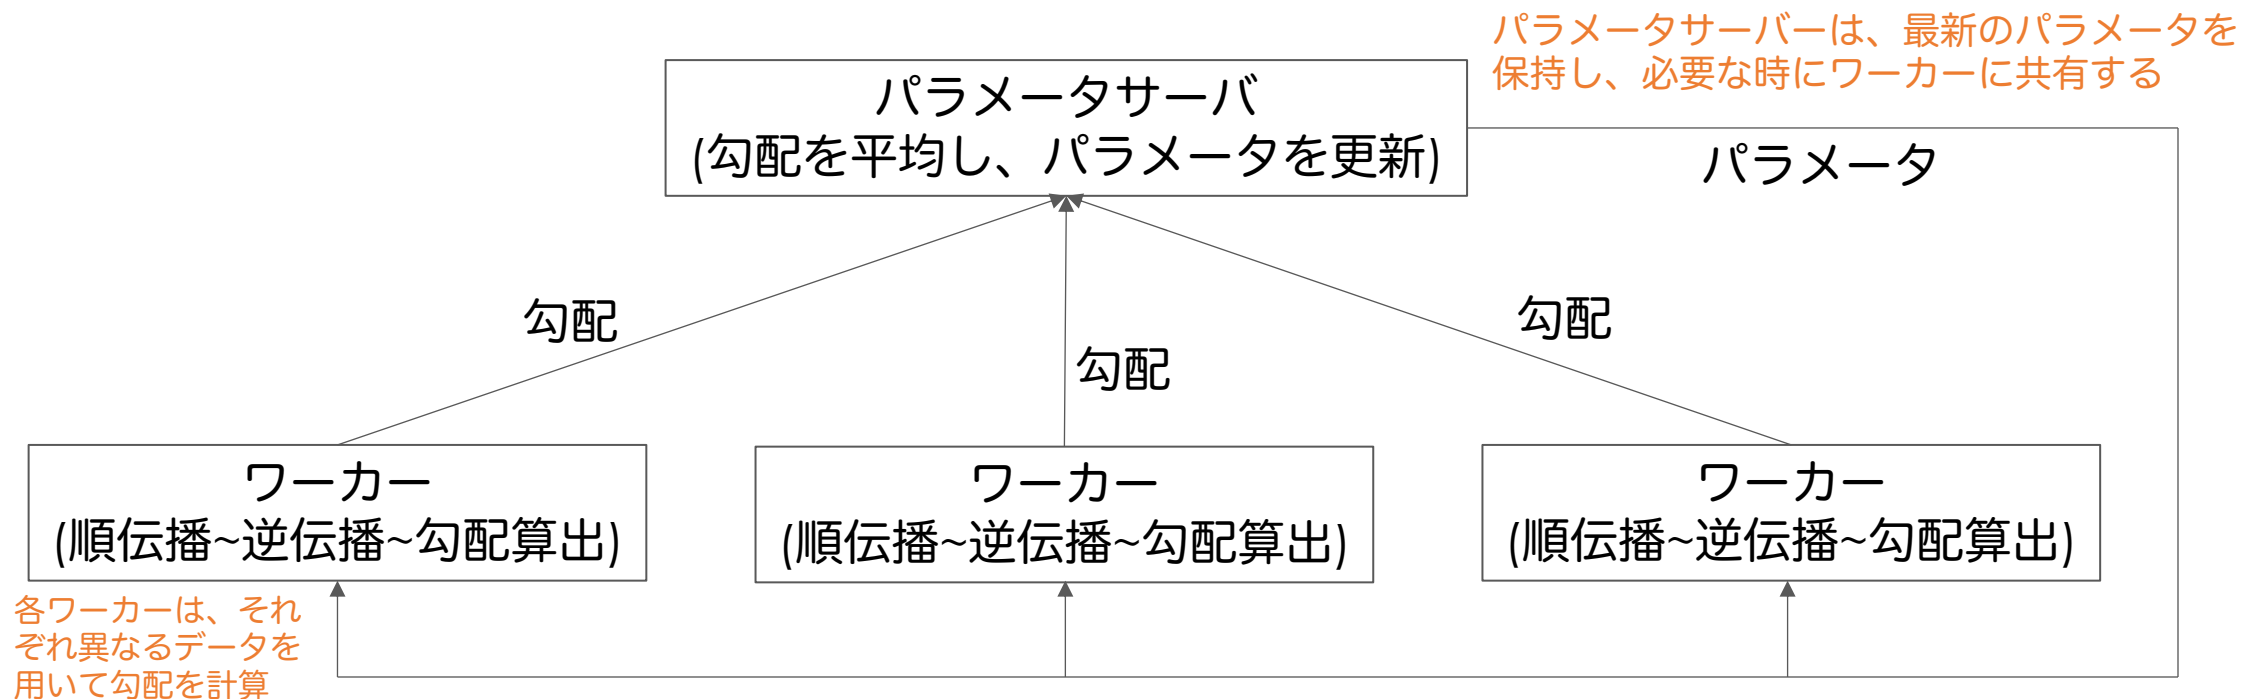 パラメータサーバーは、最新のパラメータを
保持し、必要な時にワーカーに共有する
パラメータサーバ
(勾配を平均し、パラメータを更新)
パラメータ
勾配
勾配
勾配
ワーカー
(順伝播~逆伝播~勾配算出)
ワーカー
(順伝播~逆伝播~勾配算出)
ワーカー
(順伝播~逆伝播~勾配算出)
各ワーカーは、それ
ぞれ異なるデータを
用いて勾配を計算